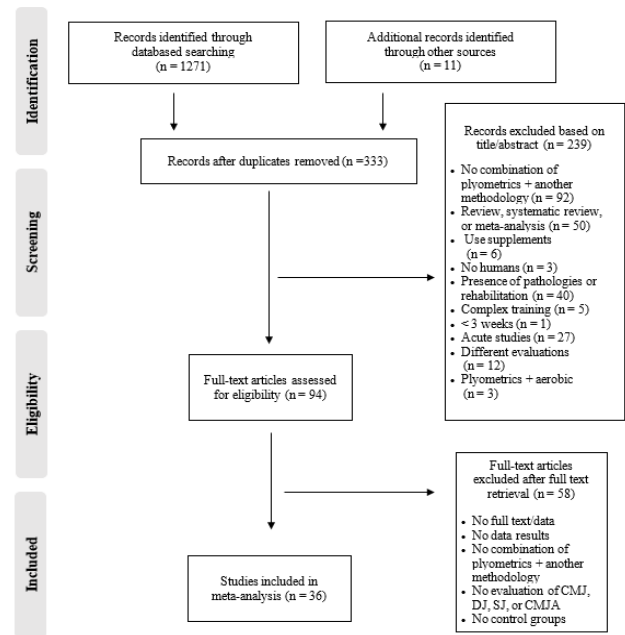 Identification
Records identified through
databased searching
(n = 1271)
Additional records identified
through other sources
(n = 11)
Records after duplicates removed (n =333)
Screening
Records excluded based on
title/abstract (n = 239)
• No combination of
plyometrics + another
methodology (n = 92)
• Review, systematic review,
or meta-analysis (n = 50)
• Use supplements
(n = 6)
• No humans (n = 3)
• Presence of pathologies or
rehabilitation (n = 40)
• Complex training (n = 5)
• < 3 weeks (n = 1)
• Acute studies (n = 27)
• Different evaluations
(n = 12)
• Plyometrics + aerobic
(n = 3)
Eligibility
Full-text articles assessed
for eligibility (n = 94)
Full-text articles
excluded after full text
retrieval (n = 58)
• No full text/data
• No data results
• No combination of
plyometrics + another
methodology
• No evaluation of CMJ,
DJ, SJ, or CMJA
• No control groups
Included
Studies included in
meta-analysis (n = 36)